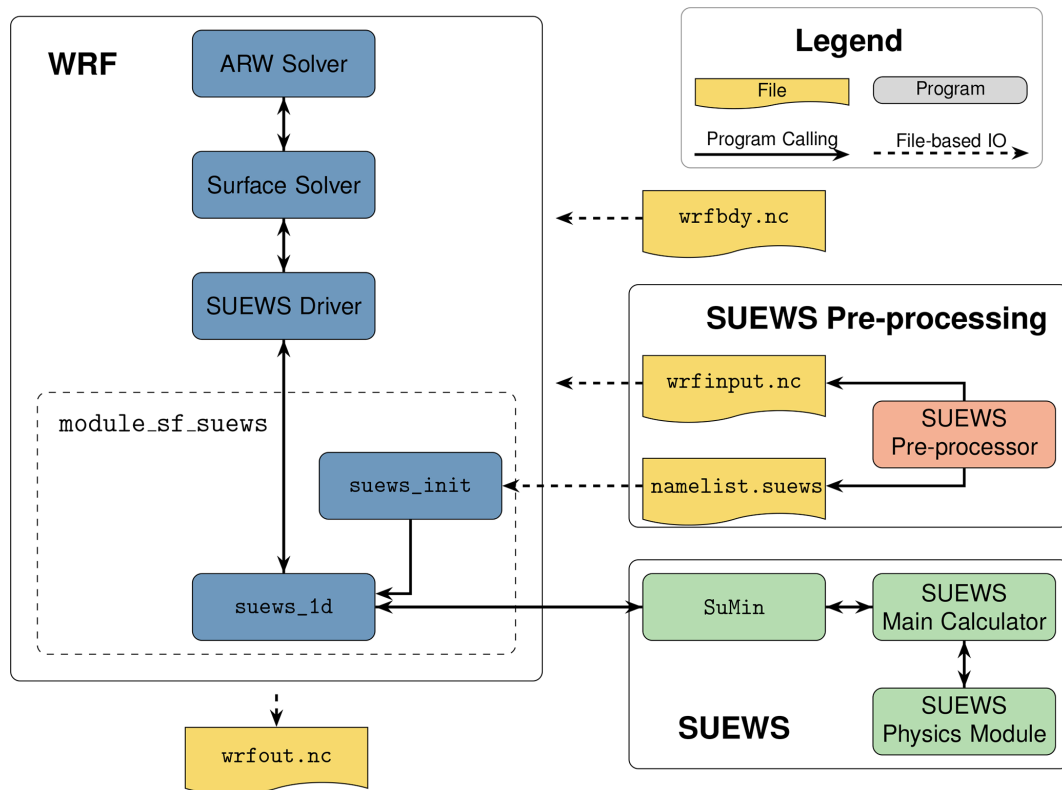 WRF
ARW Solver
Surface Solver
SUEWS Driver
module_sf_suews
suews_init
suews_1d
wrfout.nc
Legend
File
Program
Program Calling
File-based IO
wrfbdy.nc
SUEWS Pre-processing
wrfinput.nc
SUEWS
Pre-processor
namelist.suews
SuMin
SUEWS
Main Calculator
SUEWS
Physics Module
SUEWS